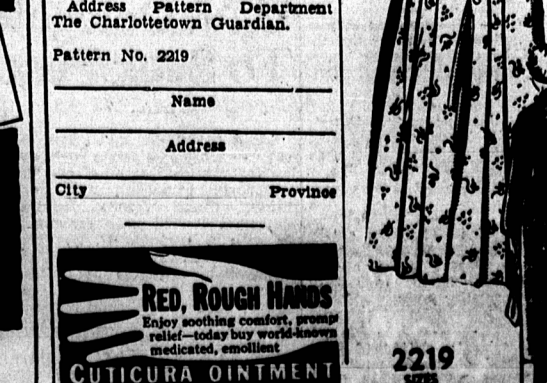 Address Pattern Department
The Charlottetown Guardian.
Pattern No. 2219
Name
Address
City Province
RED, ROUGH HANDS
Enjoy soothing comfort, prompt
relief—today buy world-known
medicated, emollient
CUTICURA OINTMENT
2219
SIZES